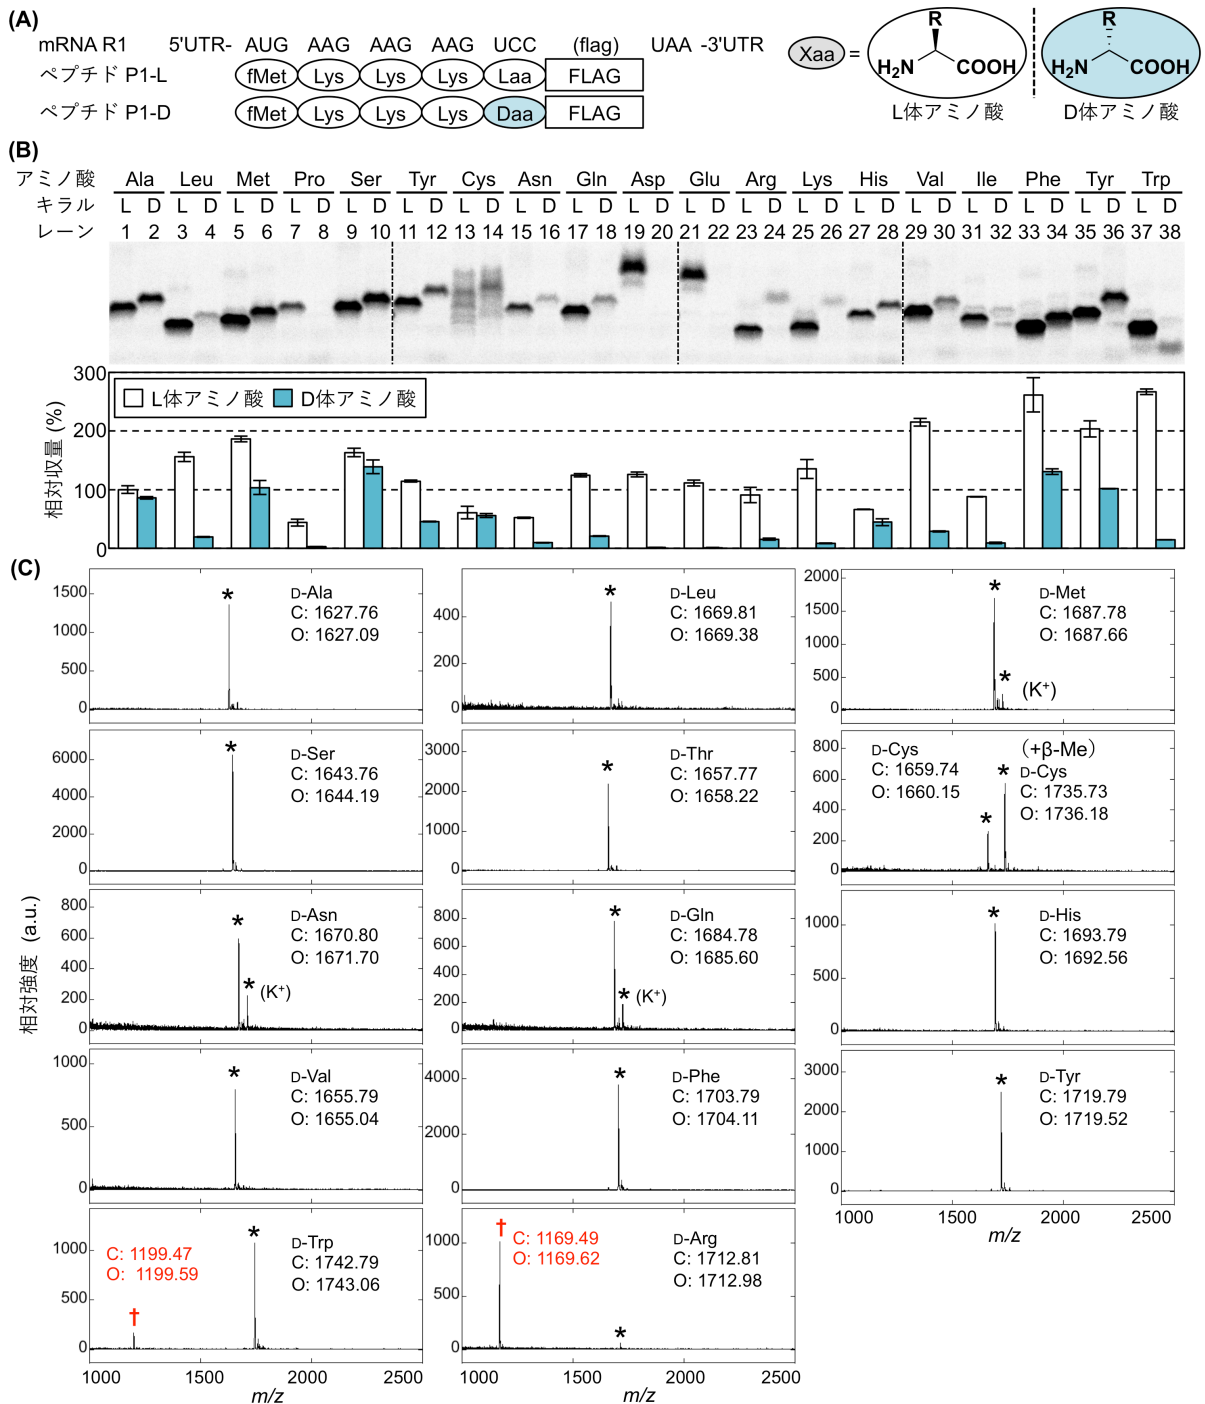 (A)
mRNA R1 5'UTR- AUG AAG AAG AAG UCC (flag) UAA -3'UTR
ペプチド P1-L fMet Lys Lys Lys Laa FLAG
ペプチド P1-D fMet Lys Lys Lys Daa FLAG
Xaa =
R
H₂N COOH
L体アミノ酸
R
H₂N COOH
D体アミノ酸
(B)
アミノ酸 Ala Leu Met Pro Ser Tyr Cys Asn Gln Asp Glu Arg Lys His Val Ile Phe Tyr Trp
キラル L D L D L D L D L D L D L D L D L D L D L D L D L D L D L D L D L D L D L D
レーン 1 2 3 4 5 6 7 8 9 10 11 12 13 14 15 16 17 18 19 20 21 22 23 24 25 26 27 28 29 30 31 32 33 34 35 36 37 38
相対収量 (%)
300
200
100
0
L体アミノ酸 D体アミノ酸
(C)
相対強度 (a.u.)
1500
1000
500
0
*
D-Ala
C: 1627.76
O: 1627.09
400
200
0
*
D-Leu
C: 1669.81
O: 1669.38
2000
1500
1000
500
0
*
* (K⁺)
D-Met
C: 1687.78
O: 1687.66
6000
4000
2000
0
*
D-Ser
C: 1643.76
O: 1644.19
3000
2000
1000
0
*
D-Thr
C: 1657.77
O: 1658.22
800
600
400
200
0
D-Cys
C: 1659.74
O: 1660.15
*
*
(+β-Me)
D-Cys
C: 1735.73
O: 1736.18
800
600
400
200
0
*
* (K⁺)
D-Asn
C: 1670.80
O: 1671.70
800
600
400
200
0
*
* (K⁺)
D-Gln
C: 1684.78
O: 1685.60
1000
500
0
*
D-His
C: 1693.79
O: 1692.56
1000
500
0
*
D-Val
C: 1655.79
O: 1655.04
4000
2000
0
*
D-Phe
C: 1703.79
O: 1704.11
3000
2000
1000
0
*
D-Tyr
C: 1719.79
O: 1719.52
1000 1500 2000 2500
m/z
1000
500
0
C: 1199.47
O: 1199.59
†
*
D-Trp
C: 1742.79
O: 1743.06
1000 1500 2000 2500
m/z
1000
500
0
†
C: 1169.49
O: 1169.62
*
D-Arg
C: 1712.81
O: 1712.98
1000 1500 2000 2500
m/z